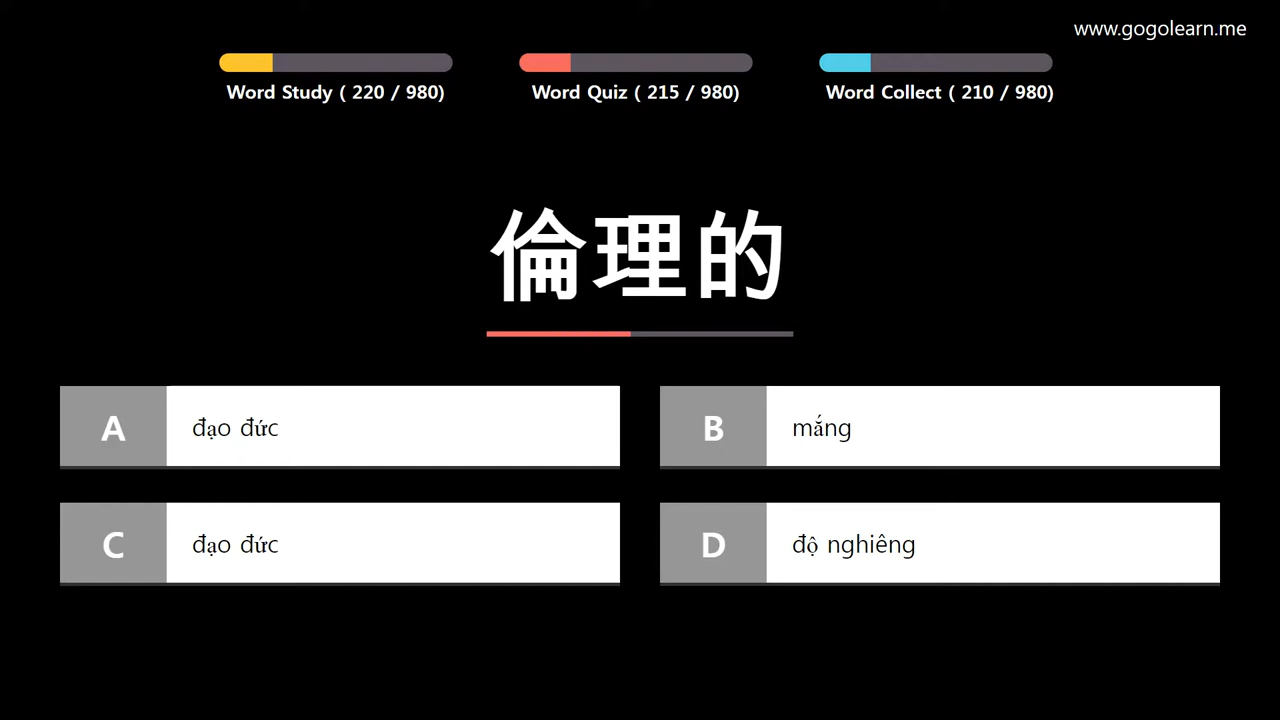 www.gogolearn.me
Word Study ( 220 / 980)
Word Quiz ( 215 / 980)
Word Collect ( 210 / 980)
倫理的
A đạo đức
B mắng
C đạo đức
D độ nghiêng